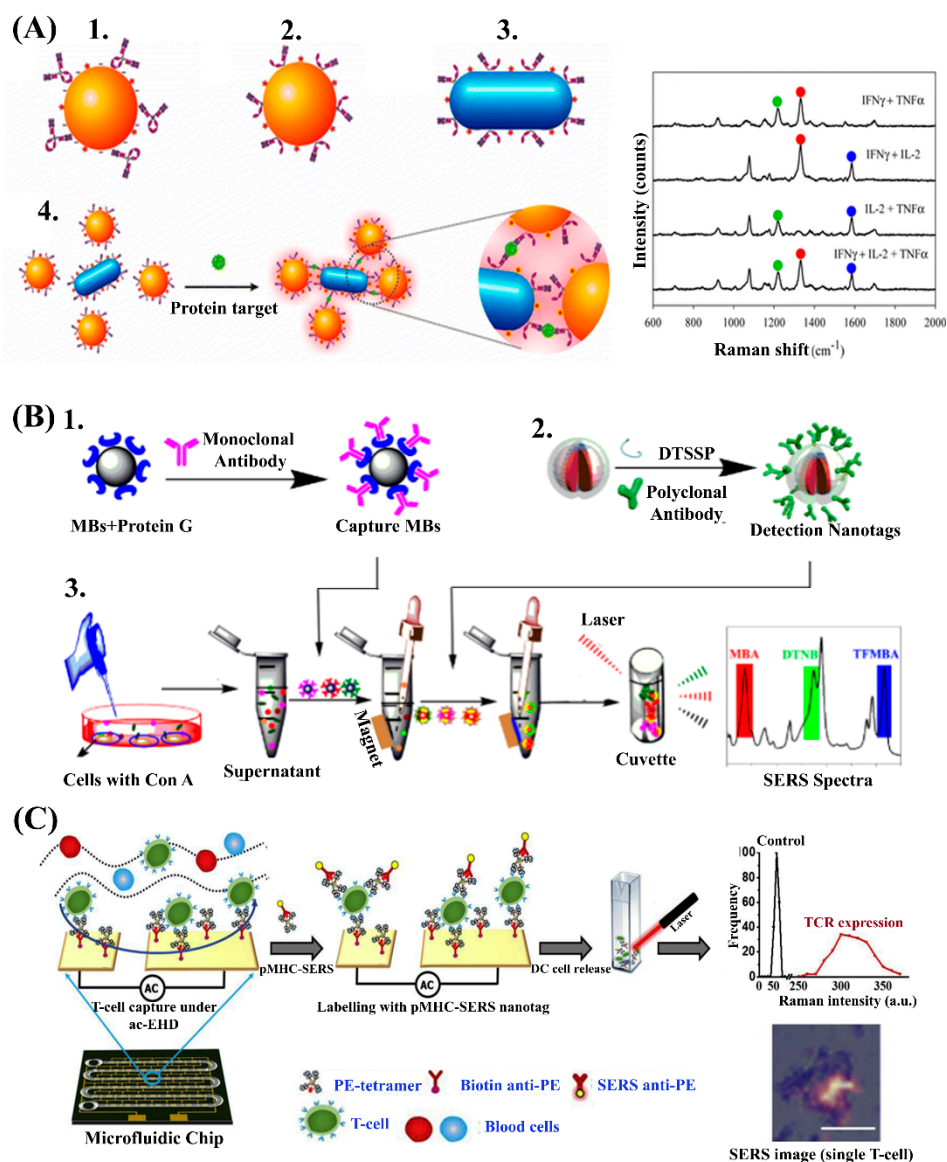 (A)
1.
2.
3.
IFNγ + TNFα
IFNγ + IL-2
IL-2 + TNFα
IFNγ + IL-2 + TNFα
Intensity (counts)
600 800 1000 1200 1400 1600 1800 2000
Raman shift (cm⁻¹)
4.
Protein target
(B)
1.
Monoclonal
Antibody
MBs+Protein G
Capture MBs
2.
DTSSP
Polyclonal
Antibody
Detection Nanotags
3.
Cells with Con A
Supernatant
Magnet
Laser
Cuvette
MBA
DTNB
TFMBA
SERS Spectra
(C)
AC
T-cell capture under
ac-EHD
pMHC-SERS
AC
Labelling with pMHC-SERS nanotag
DC cell release
Laser
Control
Frequency
100
80
60
40
20
0
TCR expression
0 50 250 300 350
Raman intensity (a.u.)
Microfluidic Chip
PE-tetramer
Biotin anti-PE
SERS anti-PE
T-cell
Blood cells
SERS image (single T-cell)